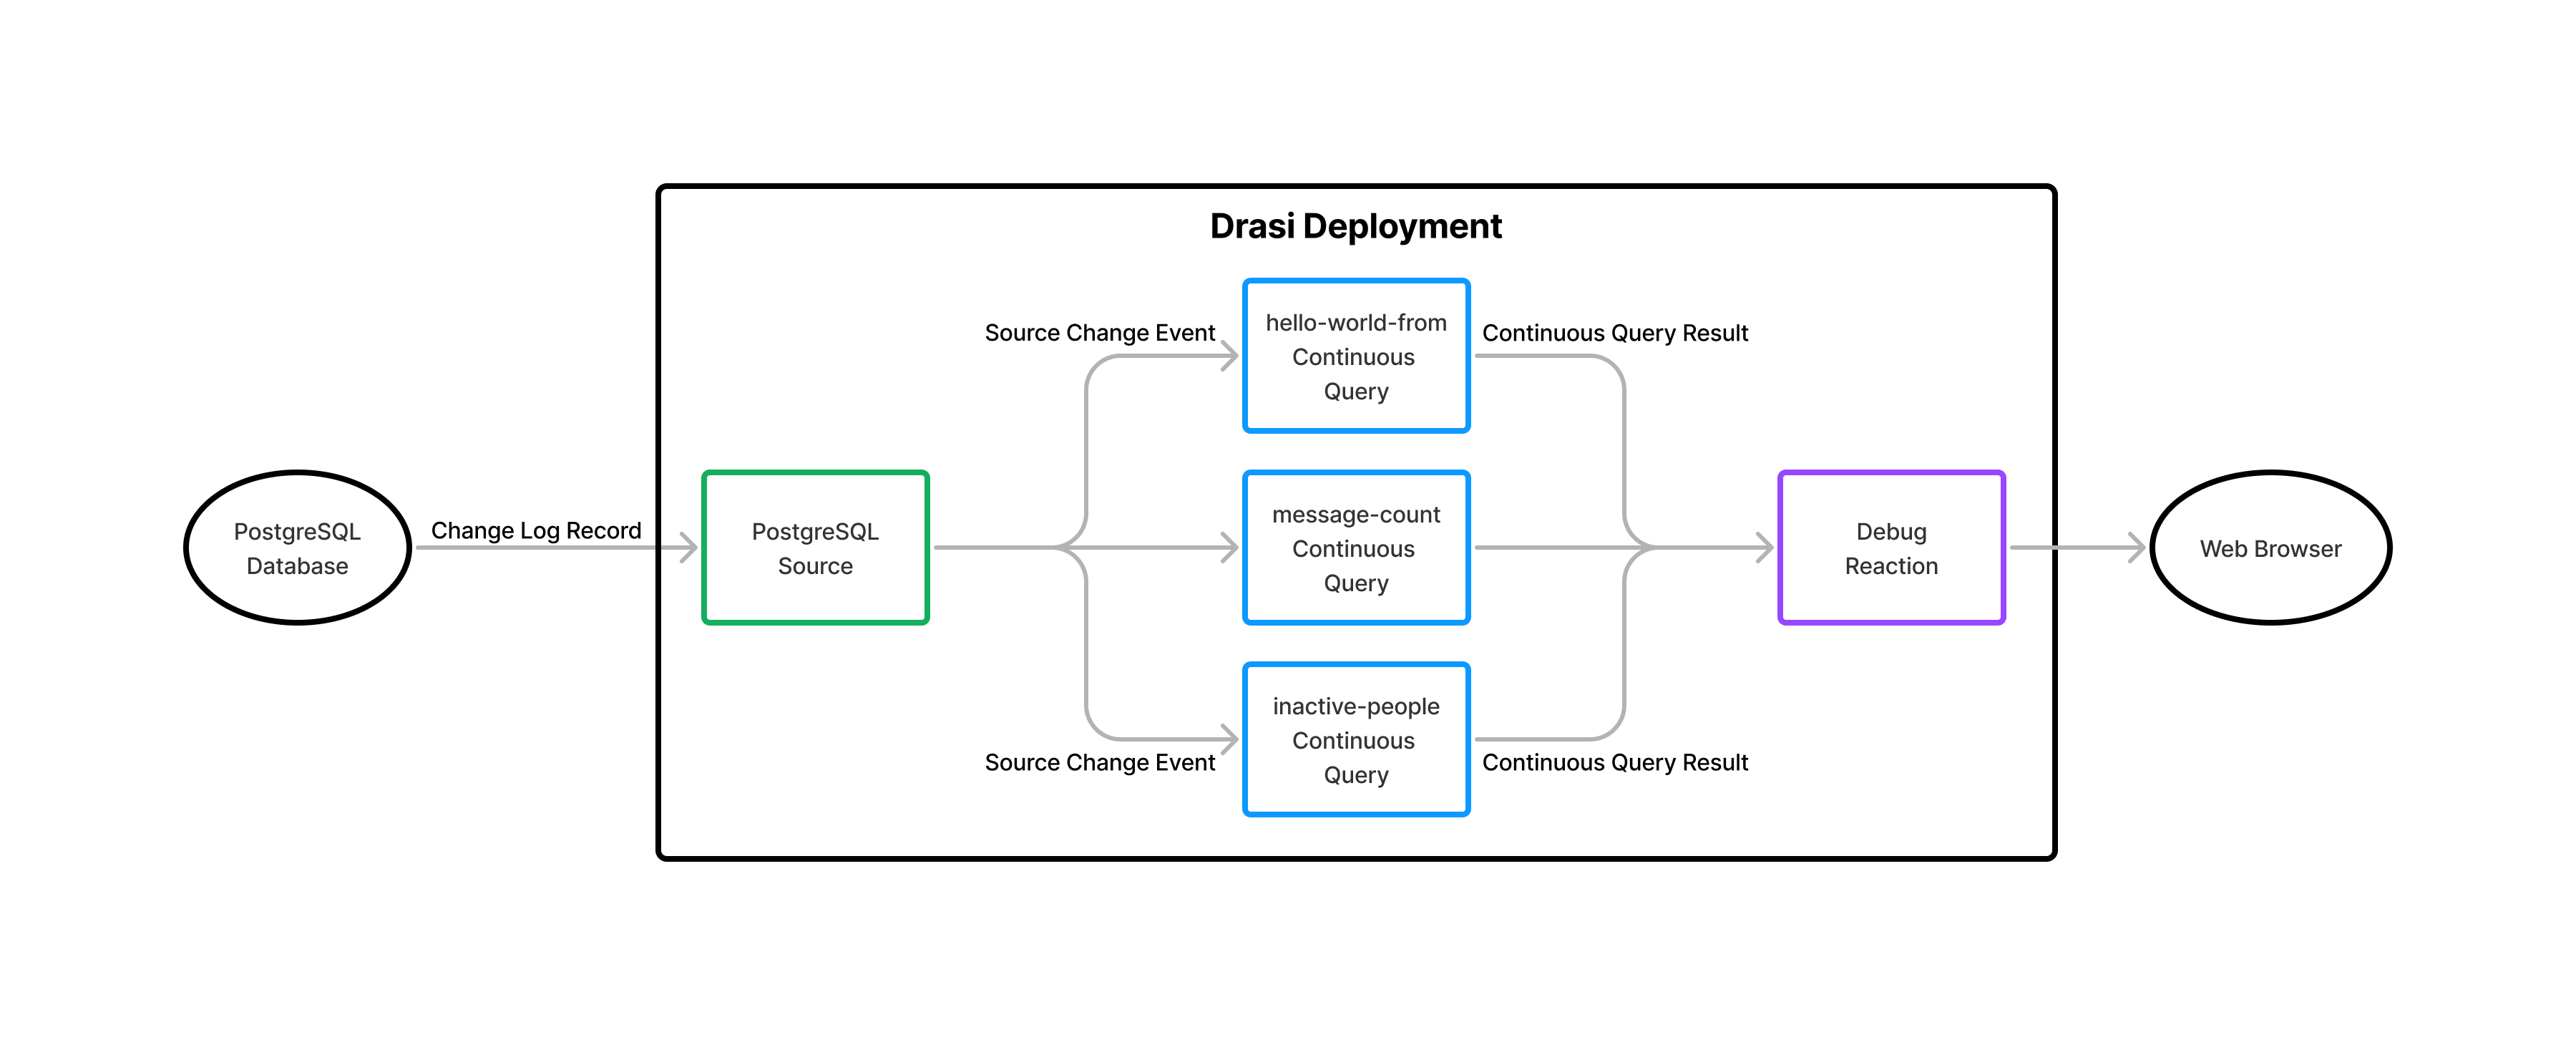 Drasi Deployment
PostgreSQL
Database
Change Log Record
PostgreSQL
Source
Source Change Event
hello-world-from
Continuous
Query
Continuous Query Result
message-count
Continuous
Query
Source Change Event
inactive-people
Continuous
Query
Continuous Query Result
Debug
Reaction
Web Browser